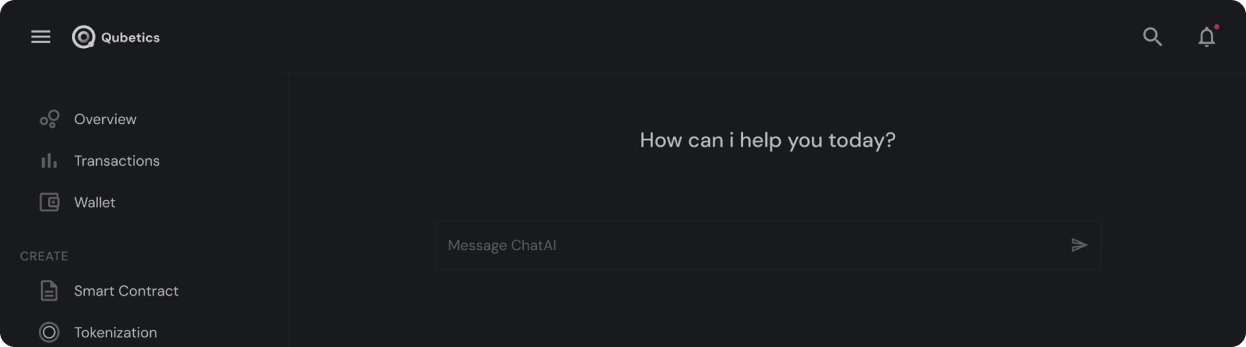 Qubetics
Overview
Transactions
Wallet
CREATE
Smart Contract
Tokenization
How can i help you today?
Message ChatAI